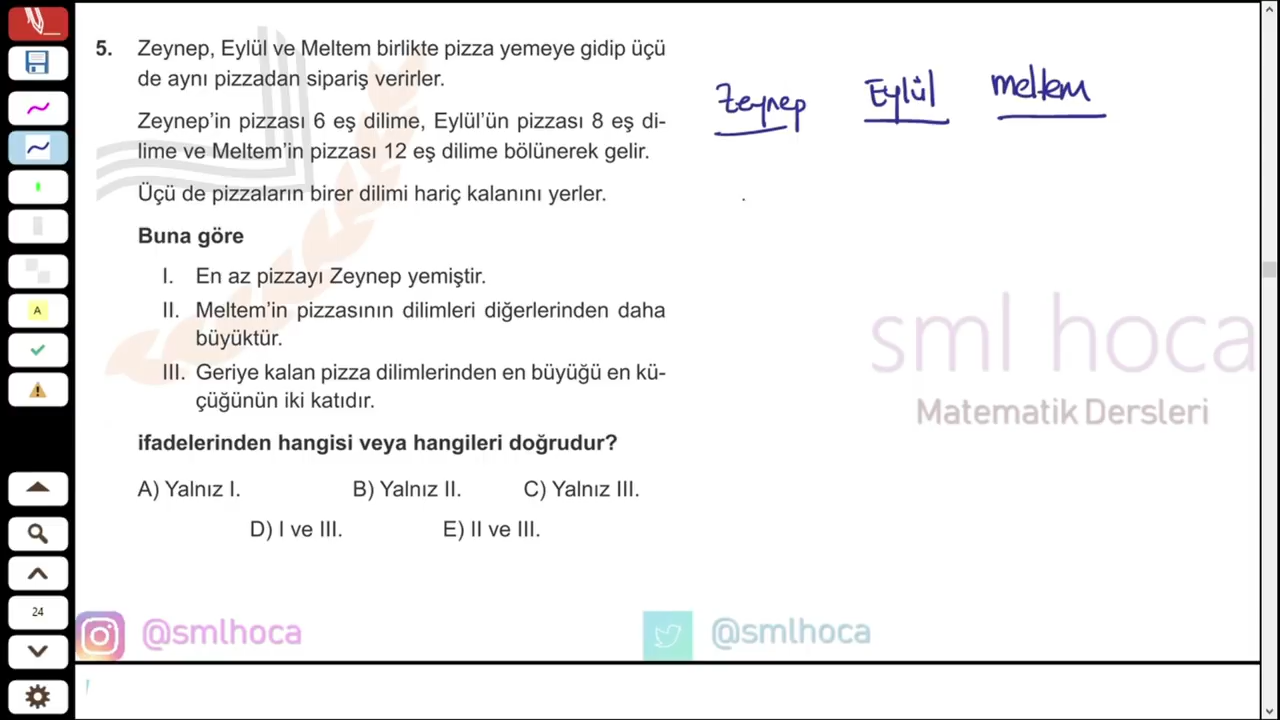 5. Zeynep, Eylül ve Meltem birlikte pizza yemeye gidip üçü
de aynı pizzadan sipariş verirler.
Zeynep'in pizzası 6 eş dilime, Eylül'ün pizzası 8 eş di-
lime ve Meltem'in pizzası 12 eş dilime bölünerek gelir.
Üçü de pizzaların birer dilimi hariç kalanını yerler.
Buna göre
I. En az pizzayı Zeynep yemiştir.
II. Meltem'in pizzasının dilimleri diğerlerinden daha
büyüktür.
III. Geriye kalan pizza dilimlerinden en büyüğü en kü-
çüğünün iki katıdır.
ifadelerinden hangisi veya hangileri doğrudur?
A) Yalnız I. B) Yalnız II. C) Yalnız III.
D) I ve III. E) II ve III.
Zeynep Eylül meltem
sml hoca
Matematik Dersleri
@smlhoca @smlhoca
A
24